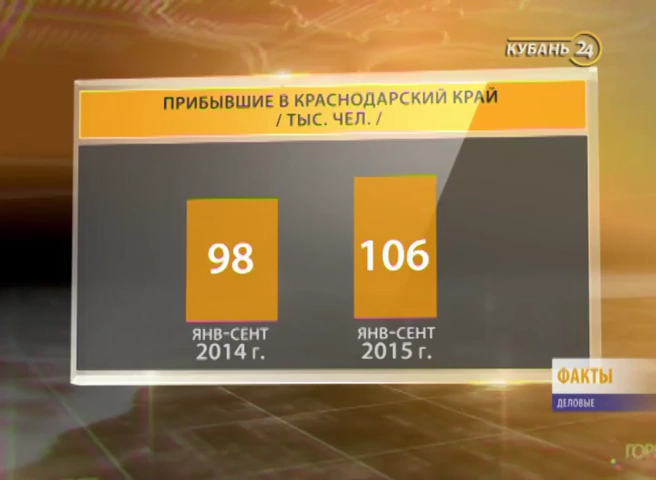 КУБАНЬ 24
ПРИБЫВШИЕ В КРАСНОДАРСКИЙ КРАЙ
/ ТЫС. ЧЕЛ. /
98
106
ЯНВ-СЕНТ
2014 г.
ЯНВ-СЕНТ
2015 г.
ФАКТЫ
ДЕЛОВЫЕ